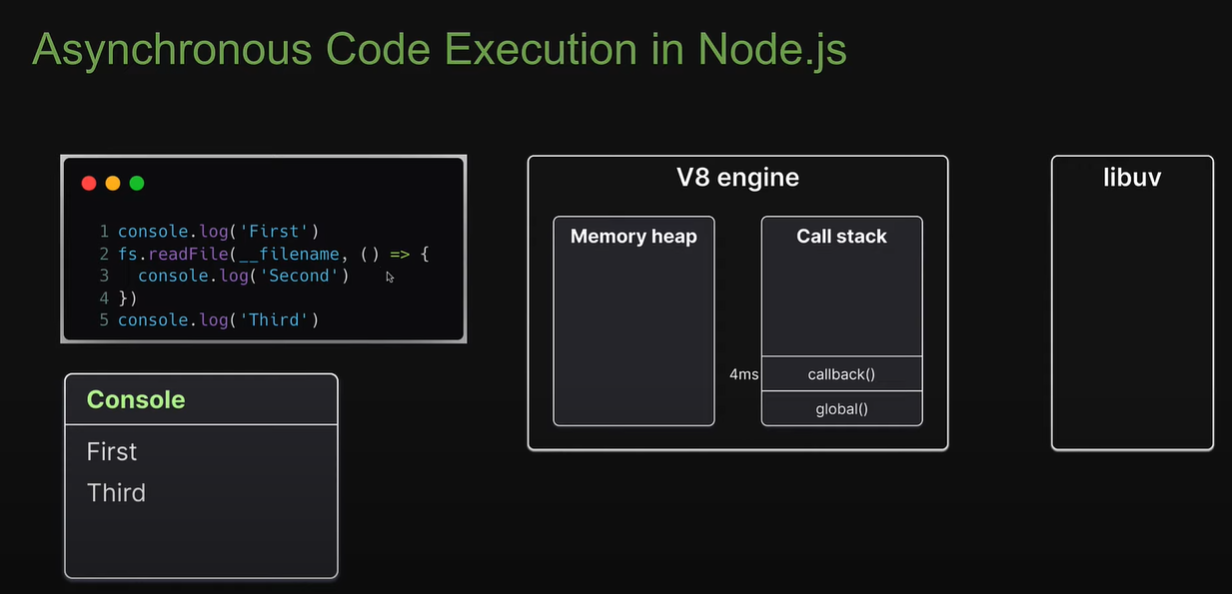 Asynchronous Code Execution in Node.js
1 console.log('First')
2 fs.readFile(__filename, () => {
3   console.log('Second')
4 })
5 console.log('Third')
Console
First
Third
V8 engine
Memory heap
Call stack
4ms
callback()
global()
libuv